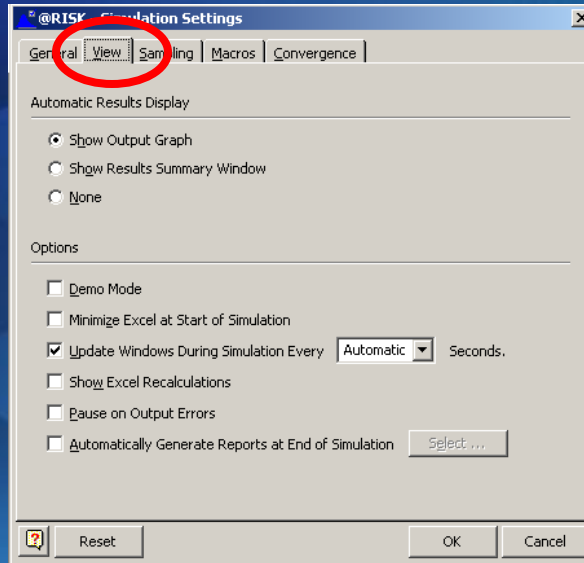 @RISK - Simulation Settings
General View Sampling Macros Convergence
Automatic Results Display
Show Output Graph
Show Results Summary Window
None
Options
Demo Mode
Minimize Excel at Start of Simulation
Update Windows During Simulation Every Automatic Seconds.
Show Excel Recalculations
Pause on Output Errors
Automatically Generate Reports at End of Simulation Select ...
Reset OK Cancel